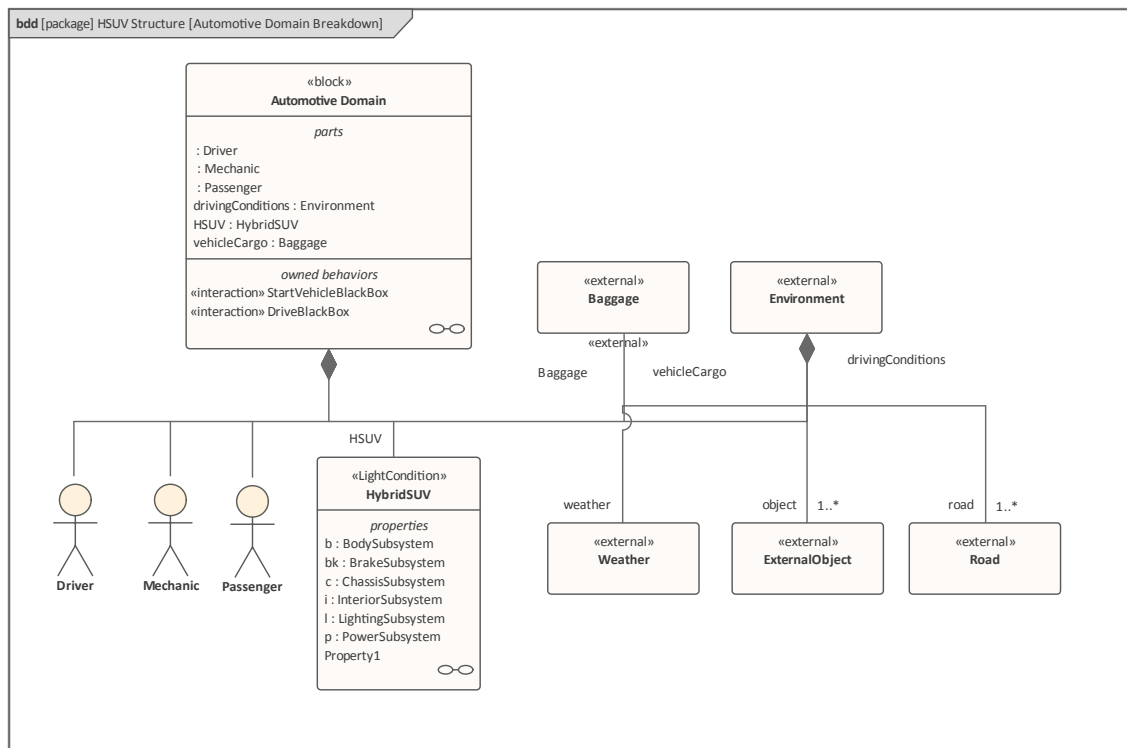 bdd [package] HSUV Structure [Automotive Domain Breakdown]
«block»
Automotive Domain
parts
: Driver
: Mechanic
: Passenger
drivingConditions : Environment
HSUV : HybridSUV
vehicleCargo : Baggage
owned behaviors
«interaction» StartVehicleBlackBox
«interaction» DriveBlackBox
«external»
Baggage
«external»
Environment
«external»
Baggage
vehicleCargo
drivingConditions
HSUV
Driver
Mechanic
Passenger
«LightCondition»
HybridSUV
properties
b : BodySubsystem
bk : BrakeSubsystem
c : ChassisSubsystem
i : InteriorSubsystem
l : LightingSubsystem
p : PowerSubsystem
Property1
weather
«external»
Weather
object
1..*
«external»
ExternalObject
road
1..*
«external»
Road